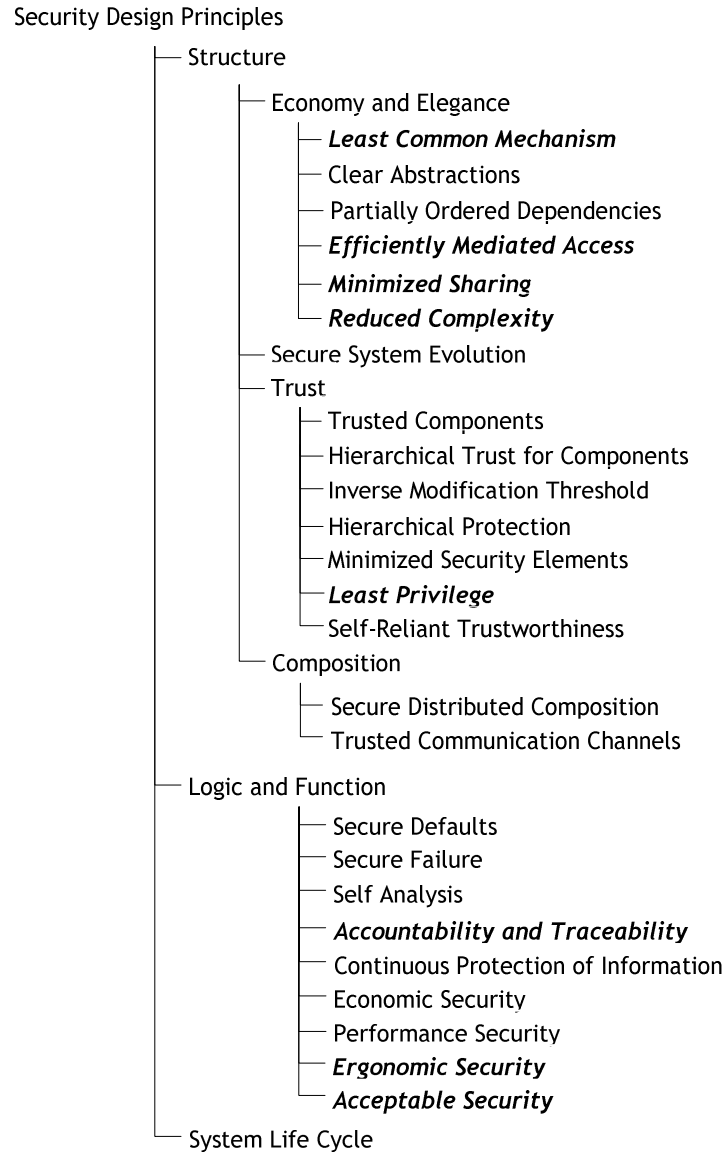 Security Design Principles
Structure
Economy and Elegance
Least Common Mechanism
Clear Abstractions
Partially Ordered Dependencies
Efficiently Mediated Access
Minimized Sharing
Reduced Complexity
Secure System Evolution
Trust
Trusted Components
Hierarchical Trust for Components
Inverse Modification Threshold
Hierarchical Protection
Minimized Security Elements
Least Privilege
Self-Reliant Trustworthiness
Composition
Secure Distributed Composition
Trusted Communication Channels
Logic and Function
Secure Defaults
Secure Failure
Self Analysis
Accountability and Traceability
Continuous Protection of Information
Economic Security
Performance Security
Ergonomic Security
Acceptable Security
System Life Cycle